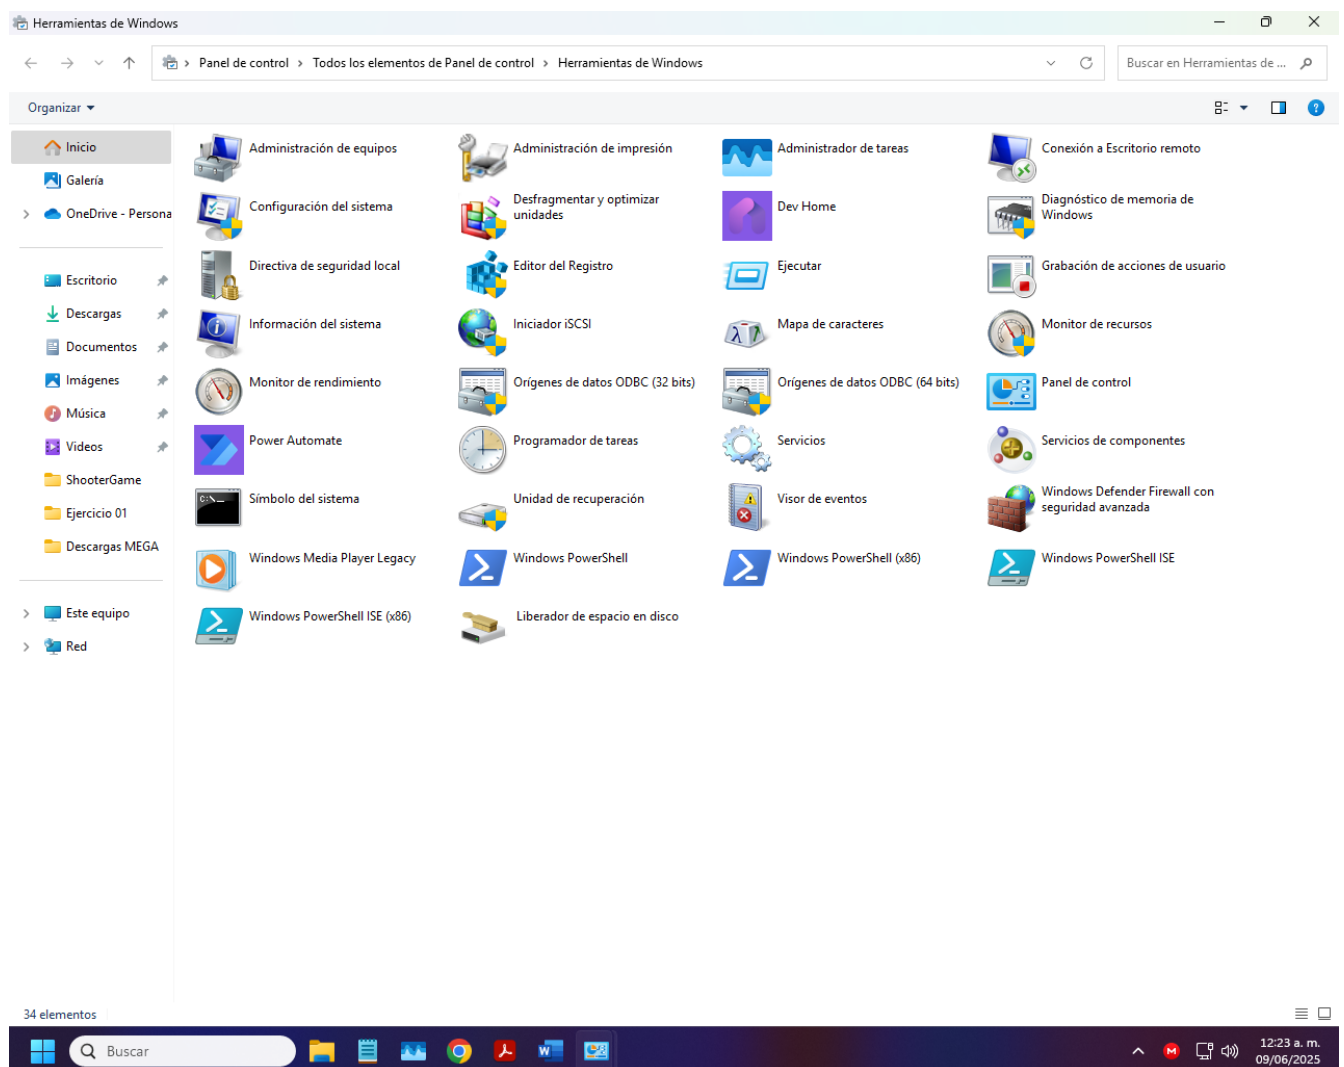 Herramientas de Windows
Panel de control > Todos los elementos de Panel de control > Herramientas de Windows
Buscar en Herramientas de ...
Organizar
Inicio
Galería
OneDrive - Persona
Escritorio
Descargas
Documentos
Imágenes
Música
Videos
ShooterGame
Ejercicio 01
Descargas MEGA
Este equipo
Red
Administración de equipos
Administración de impresión
Administrador de tareas
Conexión a Escritorio remoto
Configuración del sistema
Desfragmentar y optimizar
unidades
Dev Home
Diagnóstico de memoria de
Windows
Directiva de seguridad local
Editor del Registro
Ejecutar
Grabación de acciones de usuario
Información del sistema
Iniciador iSCSI
Mapa de caracteres
Monitor de recursos
Monitor de rendimiento
Orígenes de datos ODBC (32 bits)
Orígenes de datos ODBC (64 bits)
Panel de control
Power Automate
Programador de tareas
Servicios
Servicios de componentes
Símbolo del sistema
Unidad de recuperación
Visor de eventos
Windows Defender Firewall con
seguridad avanzada
Windows Media Player Legacy
Windows PowerShell
Windows PowerShell (x86)
Windows PowerShell ISE
Windows PowerShell ISE (x86)
Liberador de espacio en disco
34 elementos
Buscar
12:23 a. m.
09/06/2025